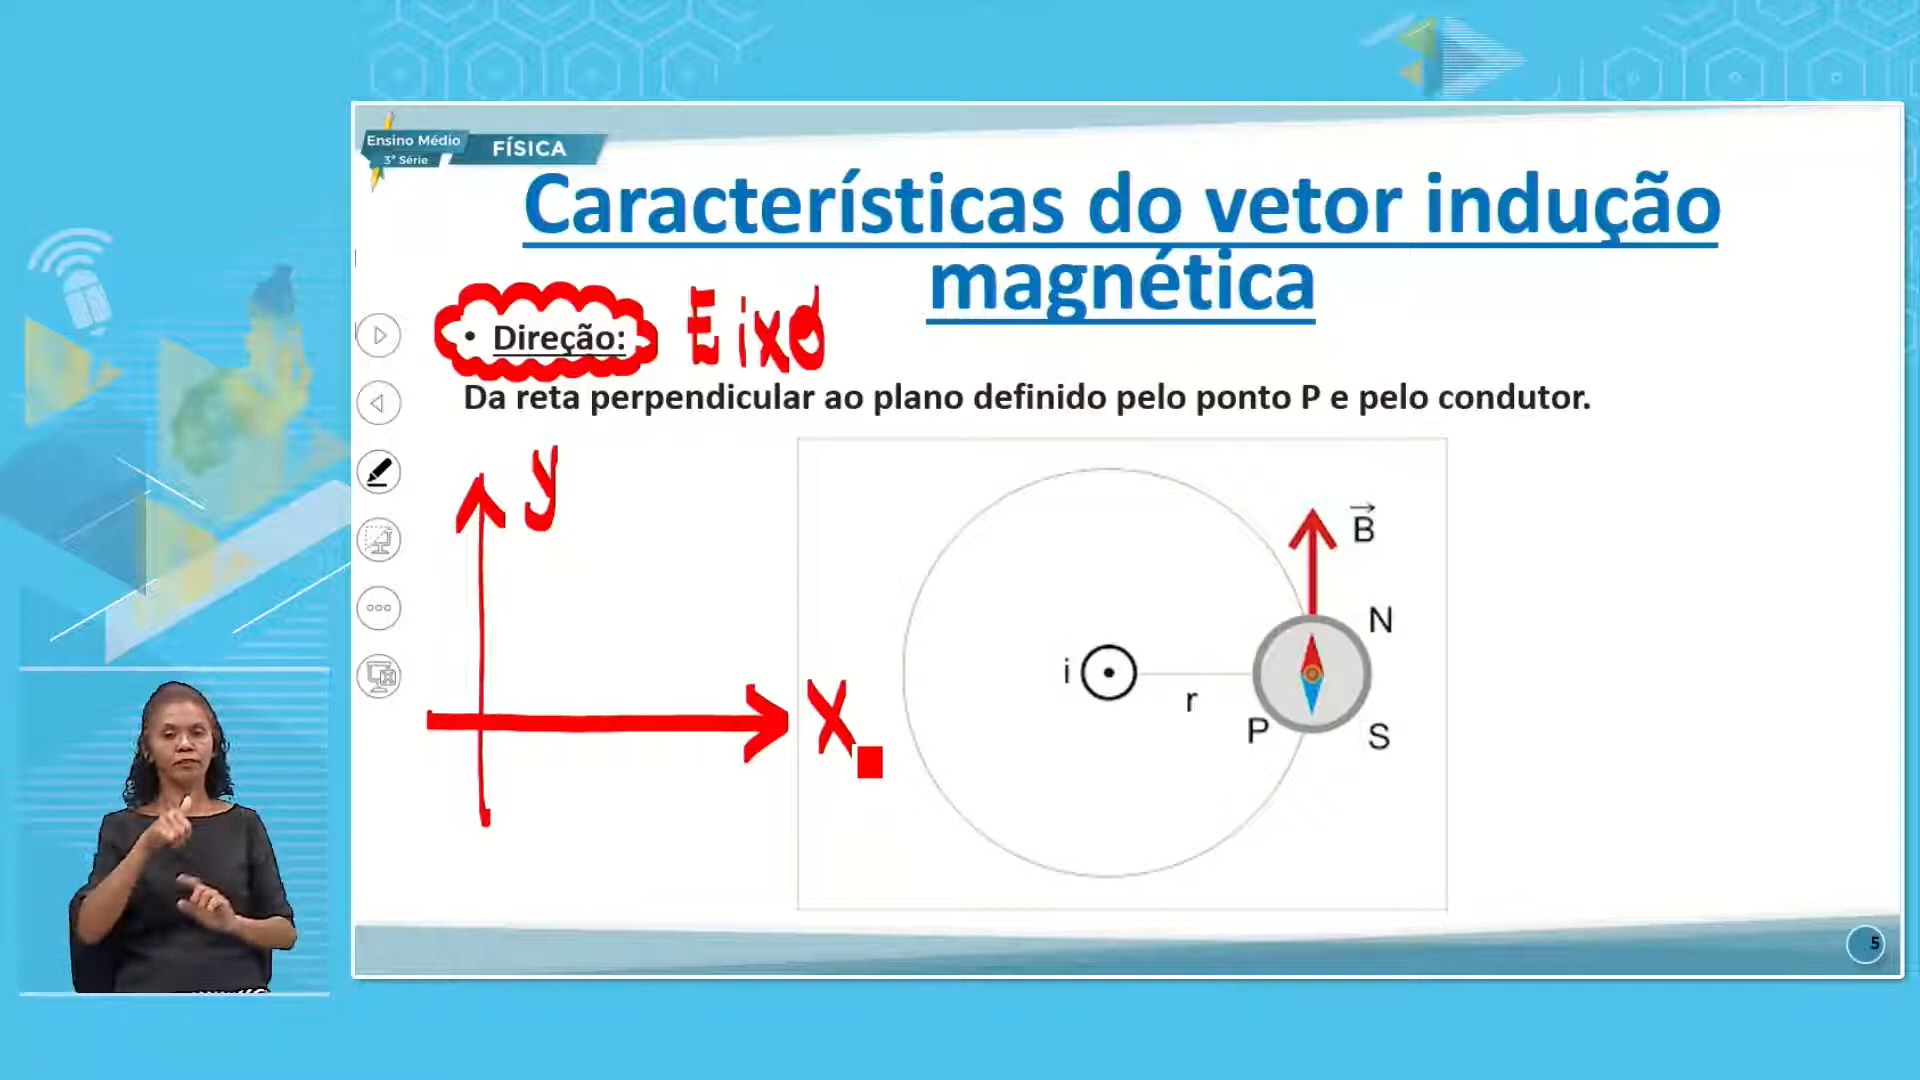 Ensino Médio
3ª Série
FÍSICA
Características do vetor indução
magnética
• Direção: Eixo
Da reta perpendicular ao plano definido pelo ponto P e pelo condutor.
y
X
B
N
i
r
P
S
5